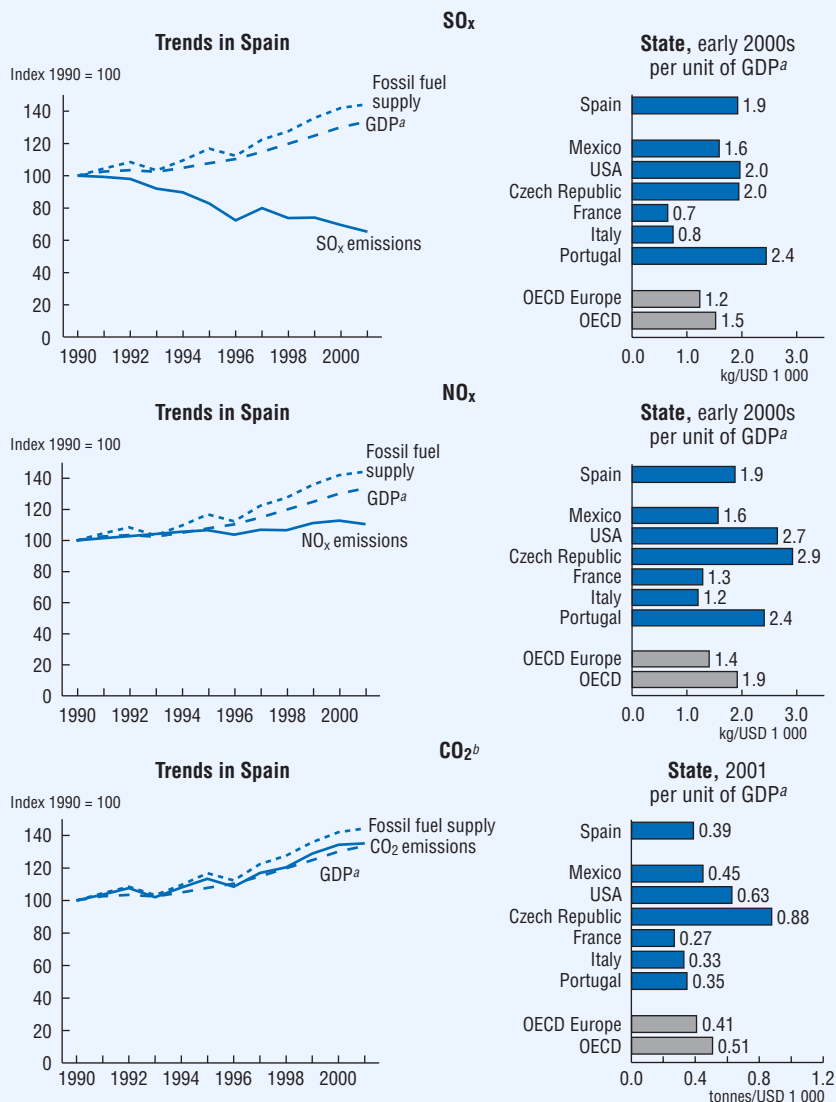 SOx
Trends in Spain
Index 1990 = 100
140
120
100
80
60
40
20
0
1990 1992 1994 1996 1998 2000
Fossil fuel
supply
GDPa
SOx emissions
State, early 2000s
per unit of GDPa
Spain 1.9
Mexico 1.6
USA 2.0
Czech Republic 2.0
France 0.7
Italy 0.8
Portugal 2.4
OECD Europe 1.2
OECD 1.5
0.0 1.0 2.0 3.0
kg/USD 1 000
NOx
Trends in Spain
Index 1990 = 100
140
120
100
80
60
40
20
0
1990 1992 1994 1996 1998 2000
Fossil fuel
supply
GDPa
NOx emissions
State, early 2000s
per unit of GDPa
Spain 1.9
Mexico 1.6
USA 2.7
Czech Republic 2.9
France 1.3
Italy 1.2
Portugal 2.4
OECD Europe 1.4
OECD 1.9
0.0 1.0 2.0 3.0
kg/USD 1 000
CO2b
Trends in Spain
Index 1990 = 100
140
120
100
80
60
40
20
0
1990 1992 1994 1996 1998 2000
Fossil fuel supply
CO2 emissions
GDPa
State, 2001
per unit of GDPa
Spain 0.39
Mexico 0.45
USA 0.63
Czech Republic 0.88
France 0.27
Italy 0.33
Portugal 0.35
OECD Europe 0.41
OECD 0.51
0.0 0.4 0.8 1.2
tonnes/USD 1 000